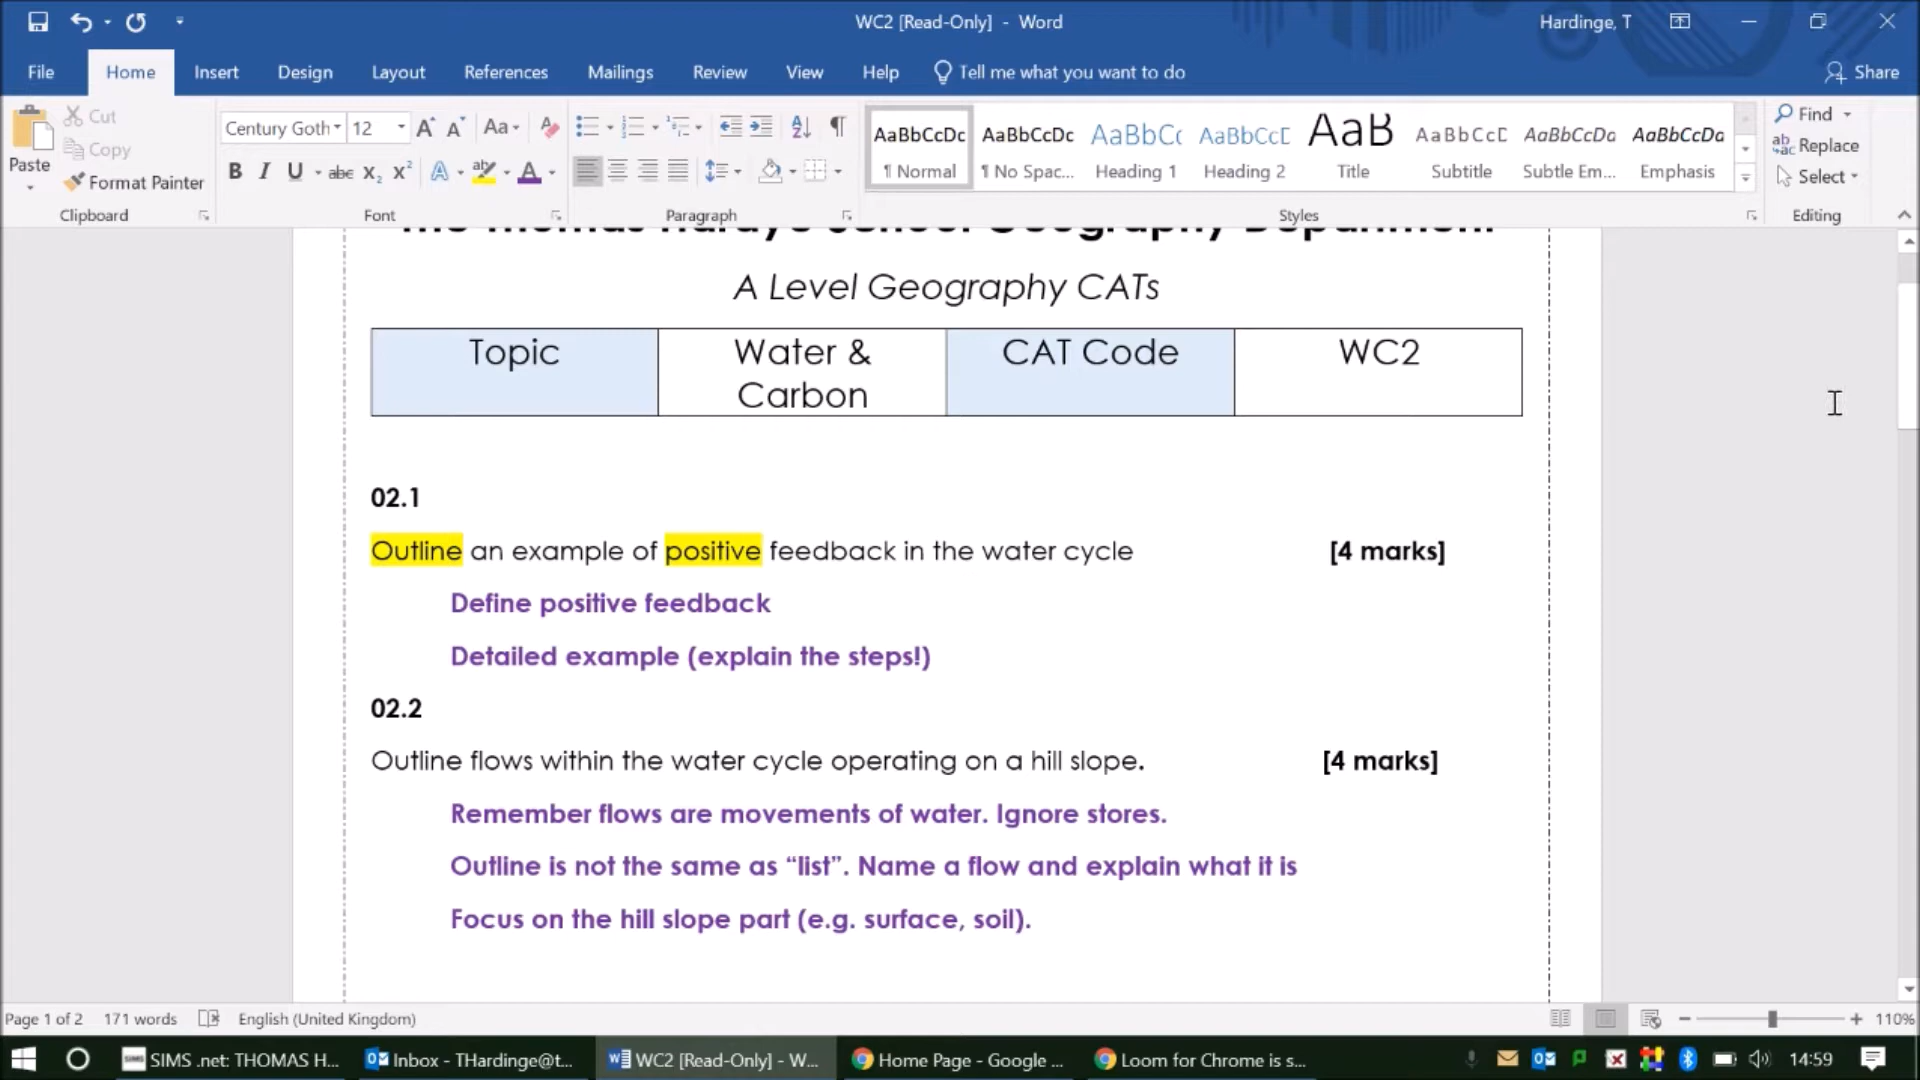 WC2 [Read-Only] - Word
Hardinge, T
File Home Insert Design Layout References Mailings Review View Help Tell me what you want to do Share
Cut
Copy
Paste
Format Painter
Clipboard
Century Goth 12
Font
Paragraph
AaBbCcDc AaBbCcDc AaBbCc AaBbCcD AaB AaBbCcD AaBbCcDc AaBbCcDc
¶ Normal ¶ No Spac... Heading 1 Heading 2 Title Subtitle Subtle Em... Emphasis
Styles
Find
Replace
Select
Editing
A Level Geography CATs
Topic
Water &
Carbon
CAT Code
WC2
02.1
Outline an example of positive feedback in the water cycle [4 marks]
Define positive feedback
Detailed example (explain the steps!)
02.2
Outline flows within the water cycle operating on a hill slope. [4 marks]
Remember flows are movements of water. Ignore stores.
Outline is not the same as “list”. Name a flow and explain what it is
Focus on the hill slope part (e.g. surface, soil).
Page 1 of 2 171 words English (United Kingdom) 110%
SIMS .net: THOMAS H... Inbox - THardinge@t... WC2 [Read-Only] - W... Home Page - Google ... Loom for Chrome is s... 14:59